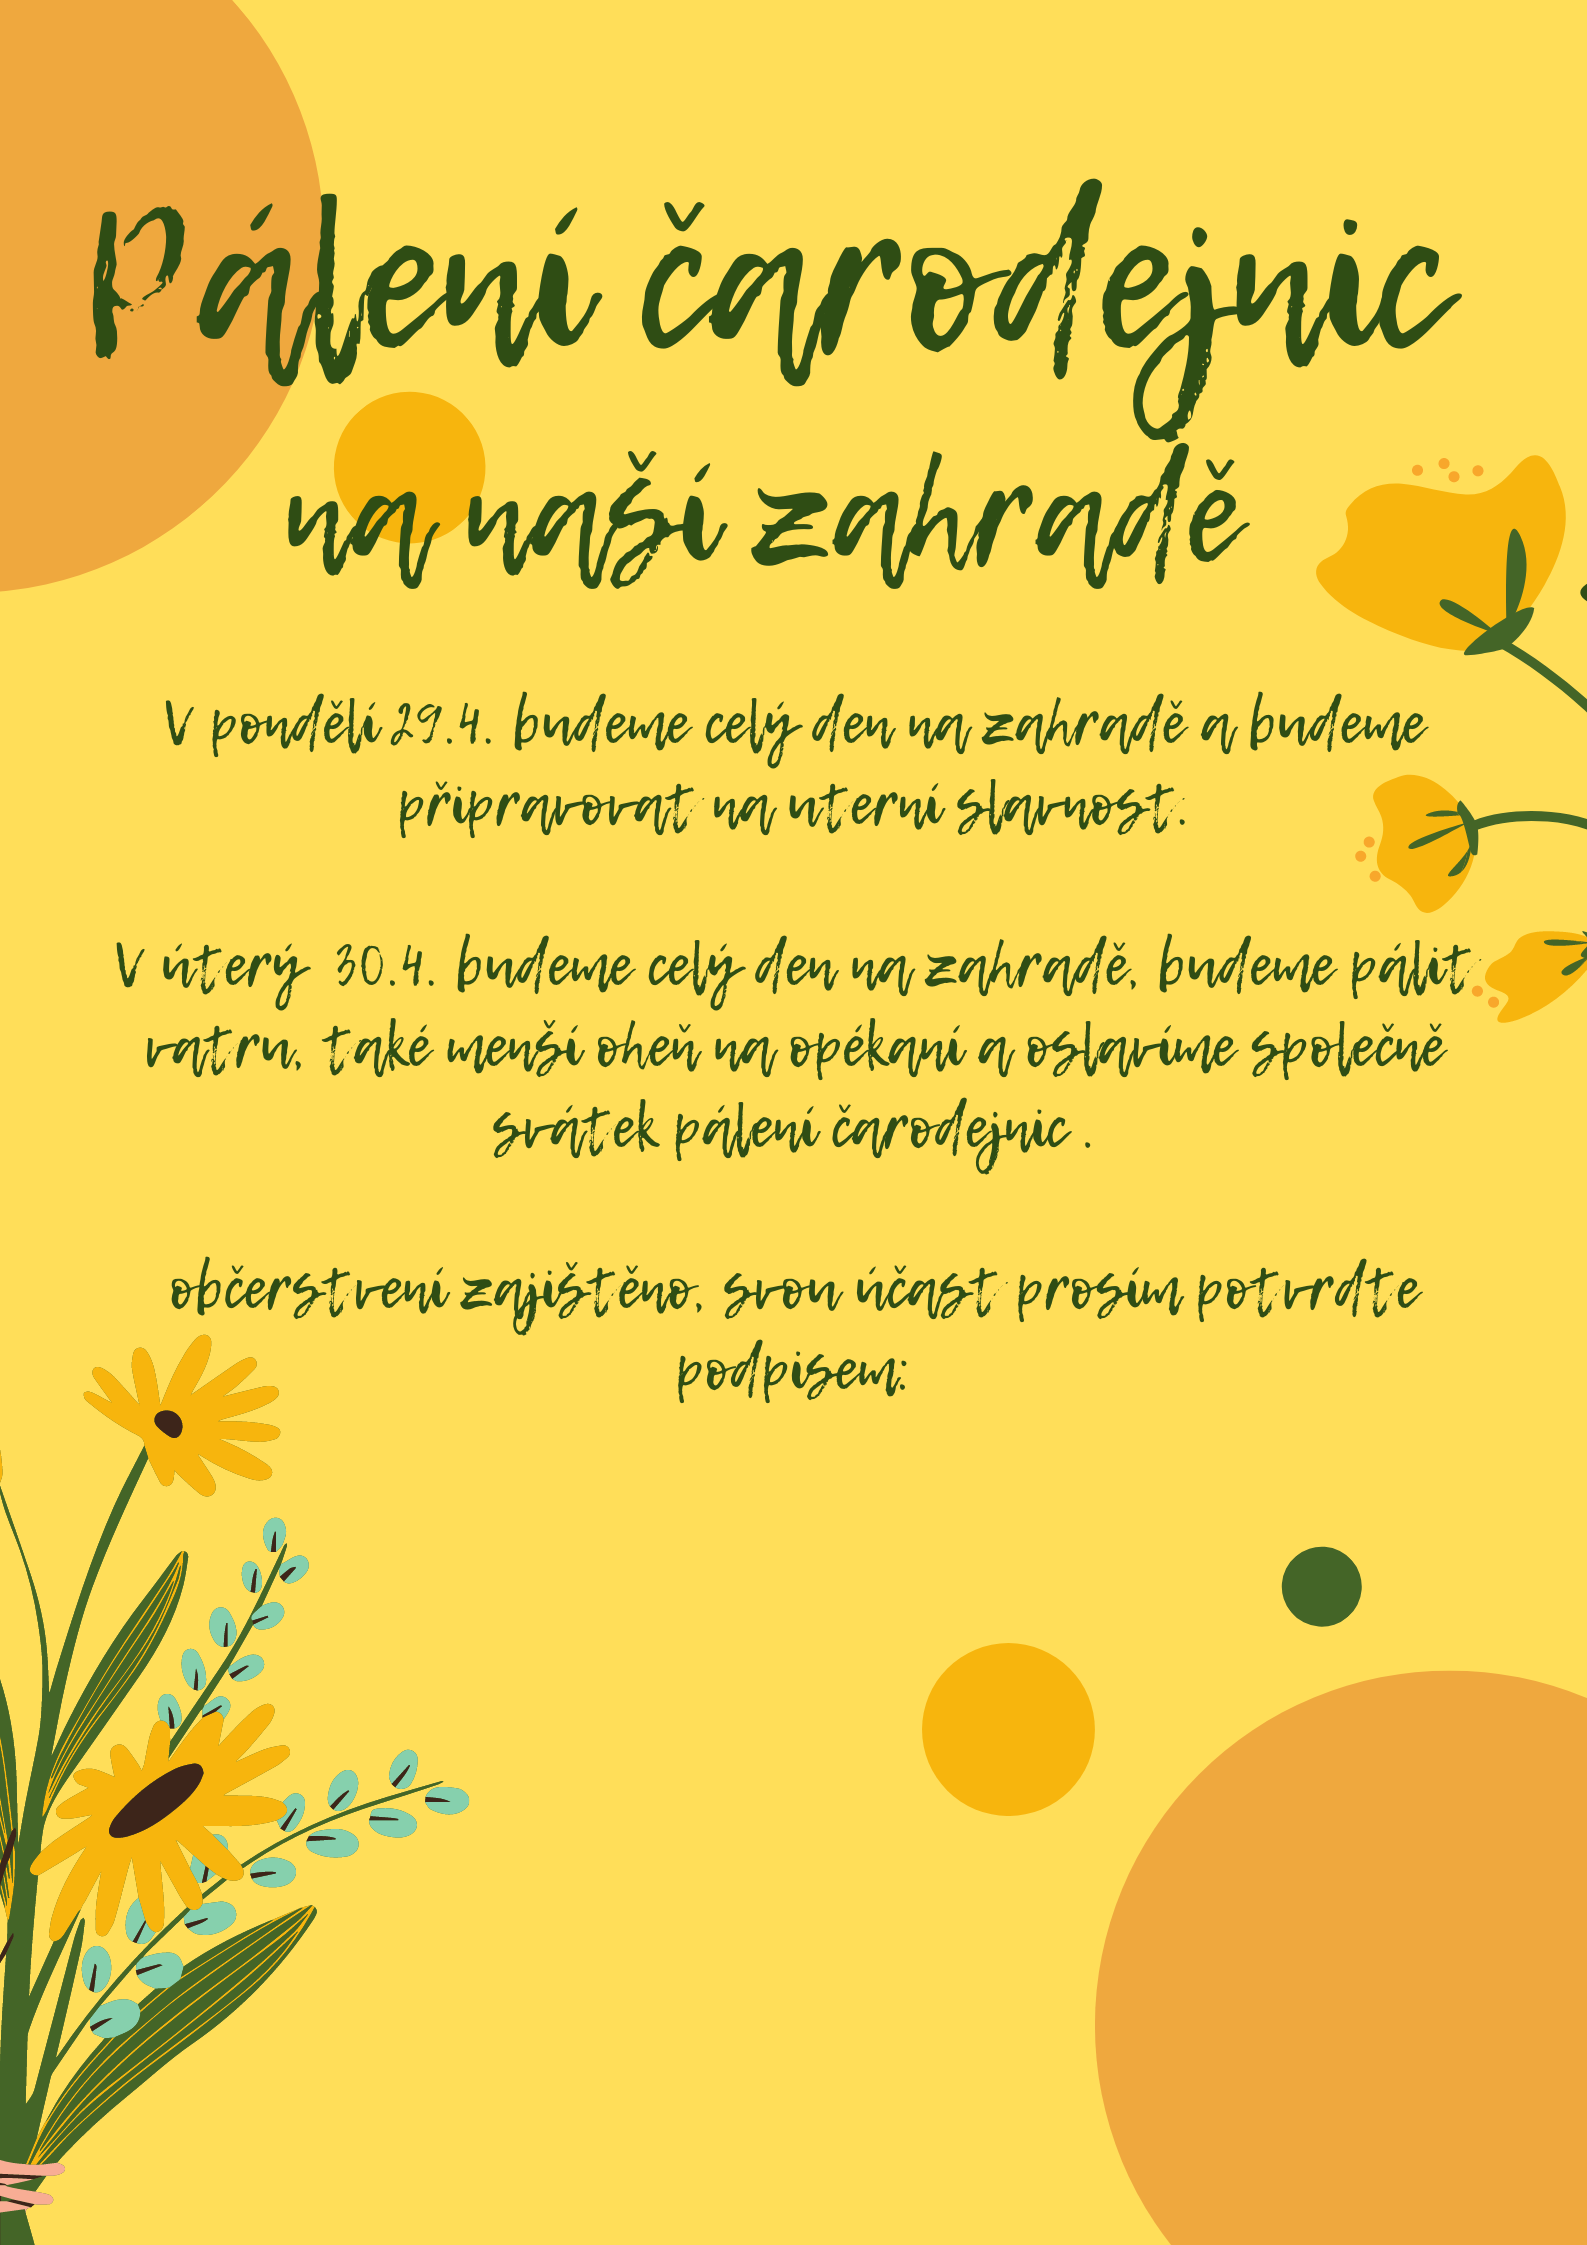 Pálení čarodejnic
na naší zahradě
V pondělí 29.4. budeme celý den na zahradě a budeme
připravovat na uterní slavnost.
V úterý 30.4. budeme celý den na zahradě, budeme pálit
vatru, také menší oheň na opékaní a oslavíme společně
svátek pálení čarodejnic .
občerstvení zajištěno, svou účast prosím potvrdte
podpisem: